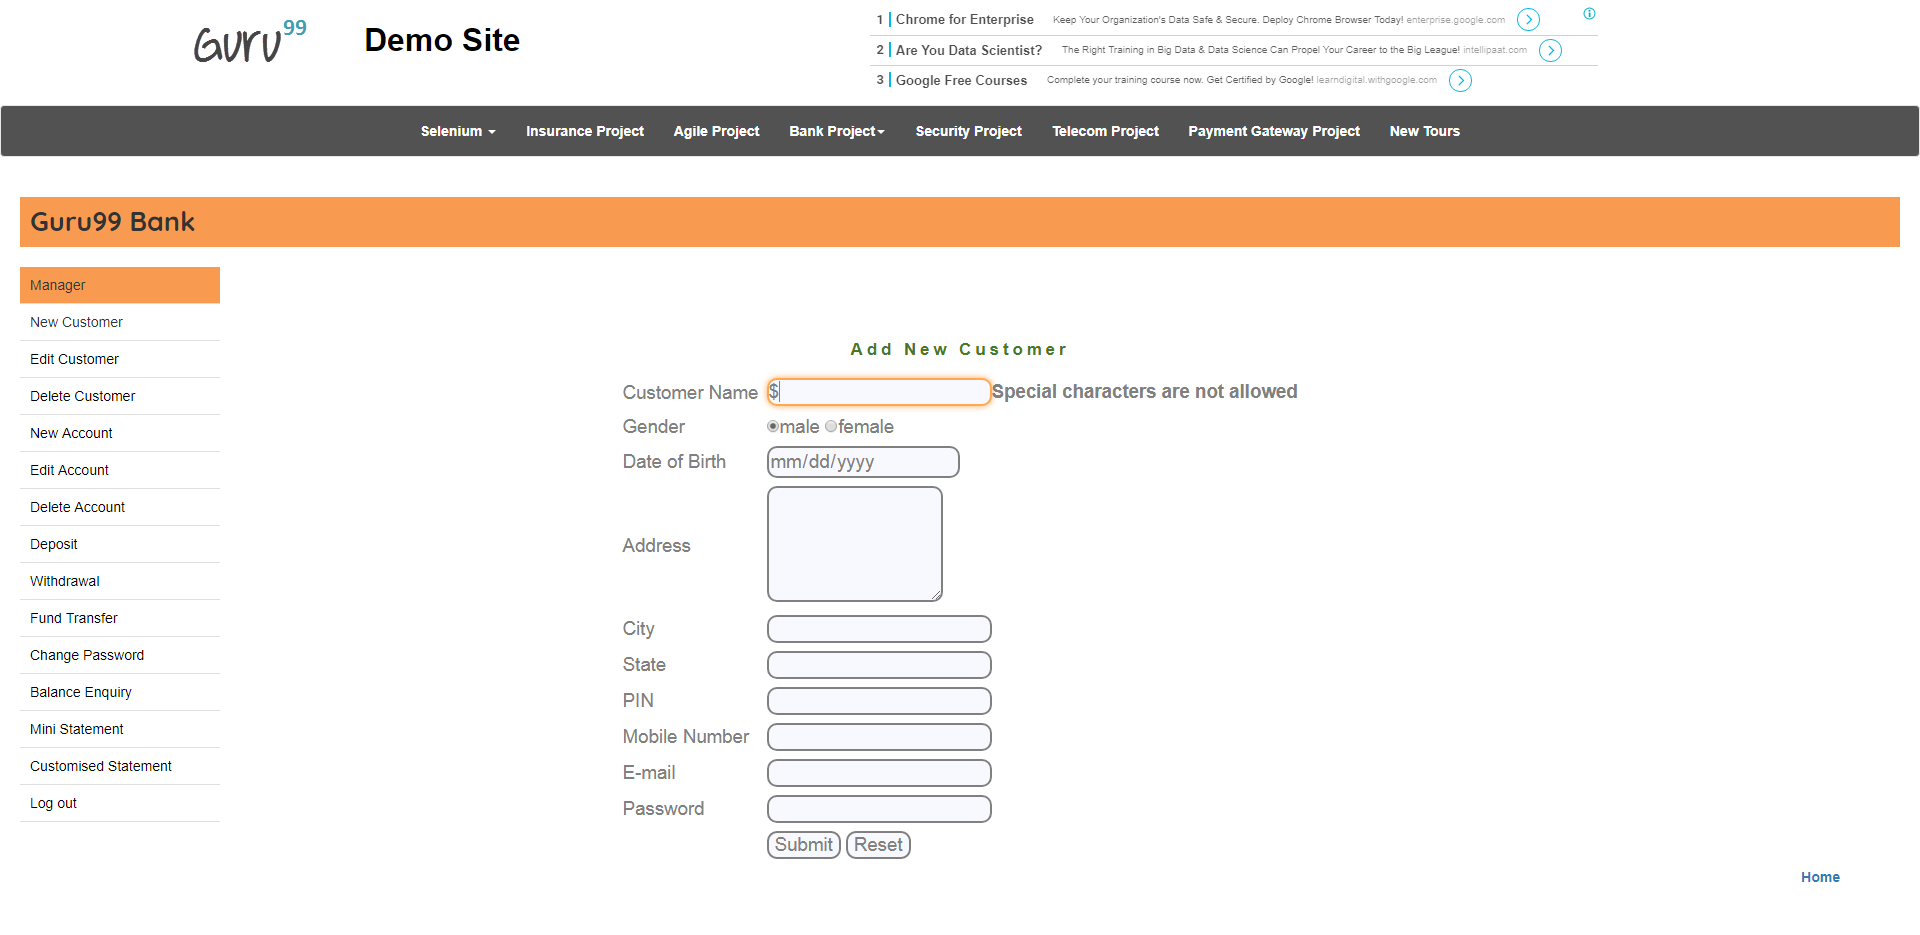 Guru99
Demo Site
1 Chrome for Enterprise Keep Your Organization's Data Safe & Secure. Deploy Chrome Browser Today! enterprise.google.com
2 Are You Data Scientist? The Right Training in Big Data & Data Science Can Propel Your Career to the Big League! intellipaat.com
3 Google Free Courses Complete your training course now. Get Certified by Google! learndigital.withgoogle.com
Selenium Insurance Project Agile Project Bank Project Security Project Telecom Project Payment Gateway Project New Tours
Guru99 Bank
Manager
New Customer
Edit Customer
Delete Customer
New Account
Edit Account
Delete Account
Deposit
Withdrawal
Fund Transfer
Change Password
Balance Enquiry
Mini Statement
Customised Statement
Log out
Add New Customer
Customer Name $ Special characters are not allowed
Gender male female
Date of Birth mm/dd/yyyy
Address
City
State
PIN
Mobile Number
E-mail
Password
Submit Reset
Home